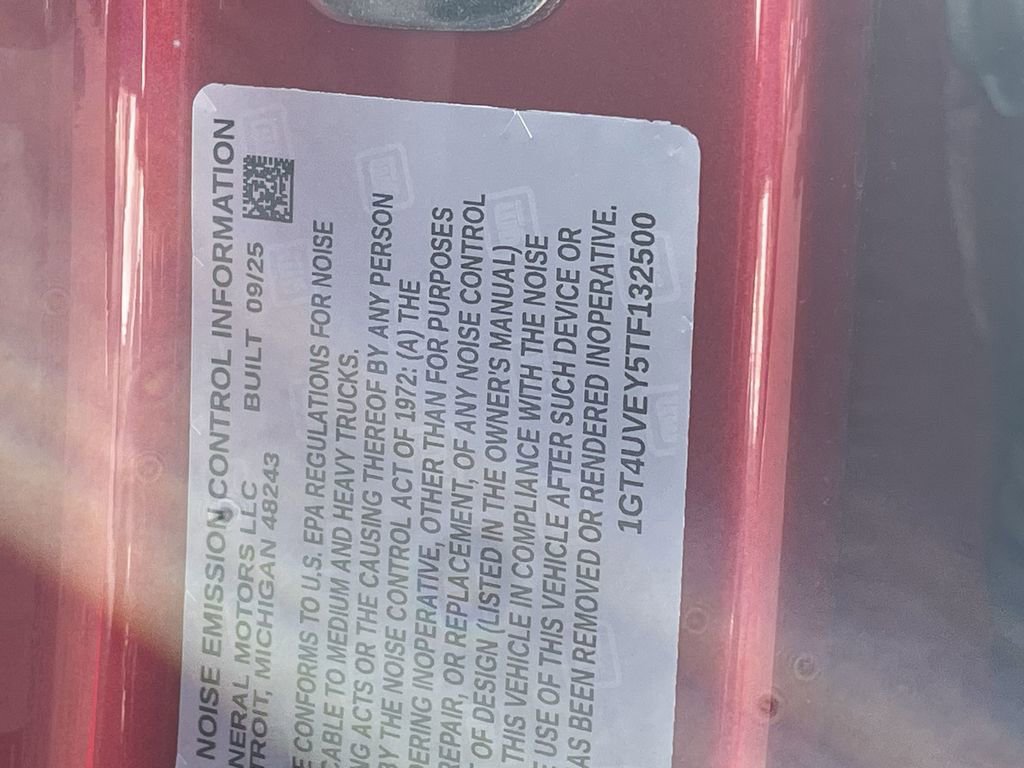 NOISE EMISSION CONTROL INFORMATION
NERAL MOTORS LLC BUILT 09/25
TROIT, MICHIGAN 48243
E CONFORMS TO U.S. EPA REGULATIONS FOR NOISE
CABLE TO MEDIUM AND HEAVY TRUCKS.
NG ACTS OR THE CAUSING THEREOF BY ANY PERSON
BY THE NOISE CONTROL ACT OF 1972: (A) THE
DERING INOPERATIVE, OTHER THAN FOR PURPOSES
REPAIR, OR REPLACEMENT, OF ANY NOISE CONTROL
T OF DESIGN (LISTED IN THE OWNER'S MANUAL)
THIS VEHICLE IN COMPLIANCE WITH THE NOISE
E USE OF THIS VEHICLE AFTER SUCH DEVICE OR
AS BEEN REMOVED OR RENDERED INOPERATIVE.
1GT4UVEY5TF132500